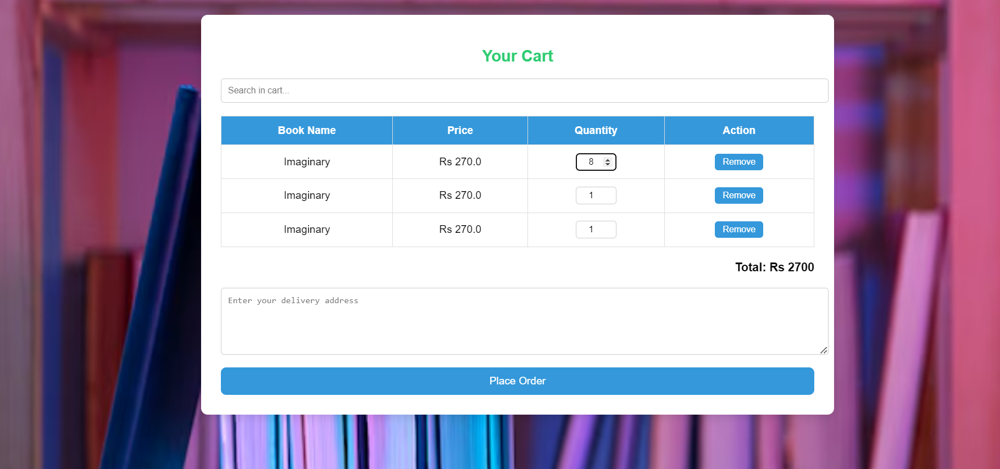 Your Cart
Search in cart...
Book Name Price Quantity Action
Imaginary Rs 270.0 8 Remove
Imaginary Rs 270.0 1 Remove
Imaginary Rs 270.0 1 Remove
Total: Rs 2700
Enter your delivery address
Place Order